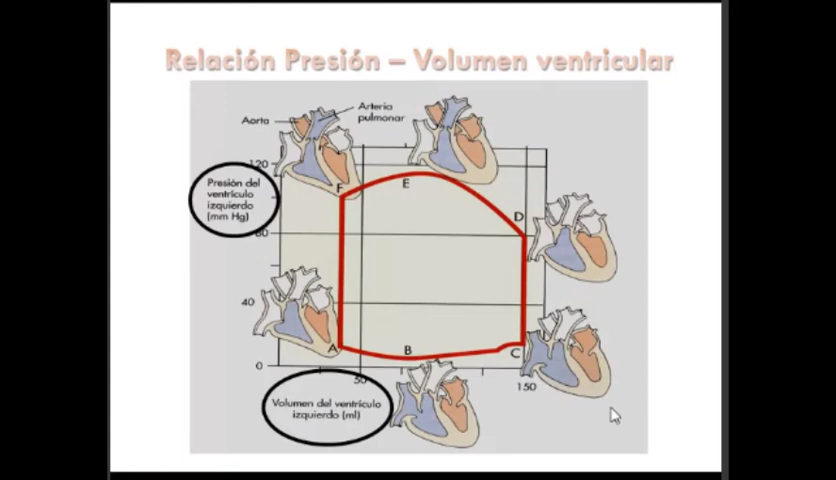 Relación Presión – Volumen ventricular
Aorta
Arteria
pulmonar
120
Presión del
ventrículo
izquierdo
(mm Hg)
F
E
D
80
40
A
B
C
0
50
150
Volumen del ventrículo
izquierdo (ml)